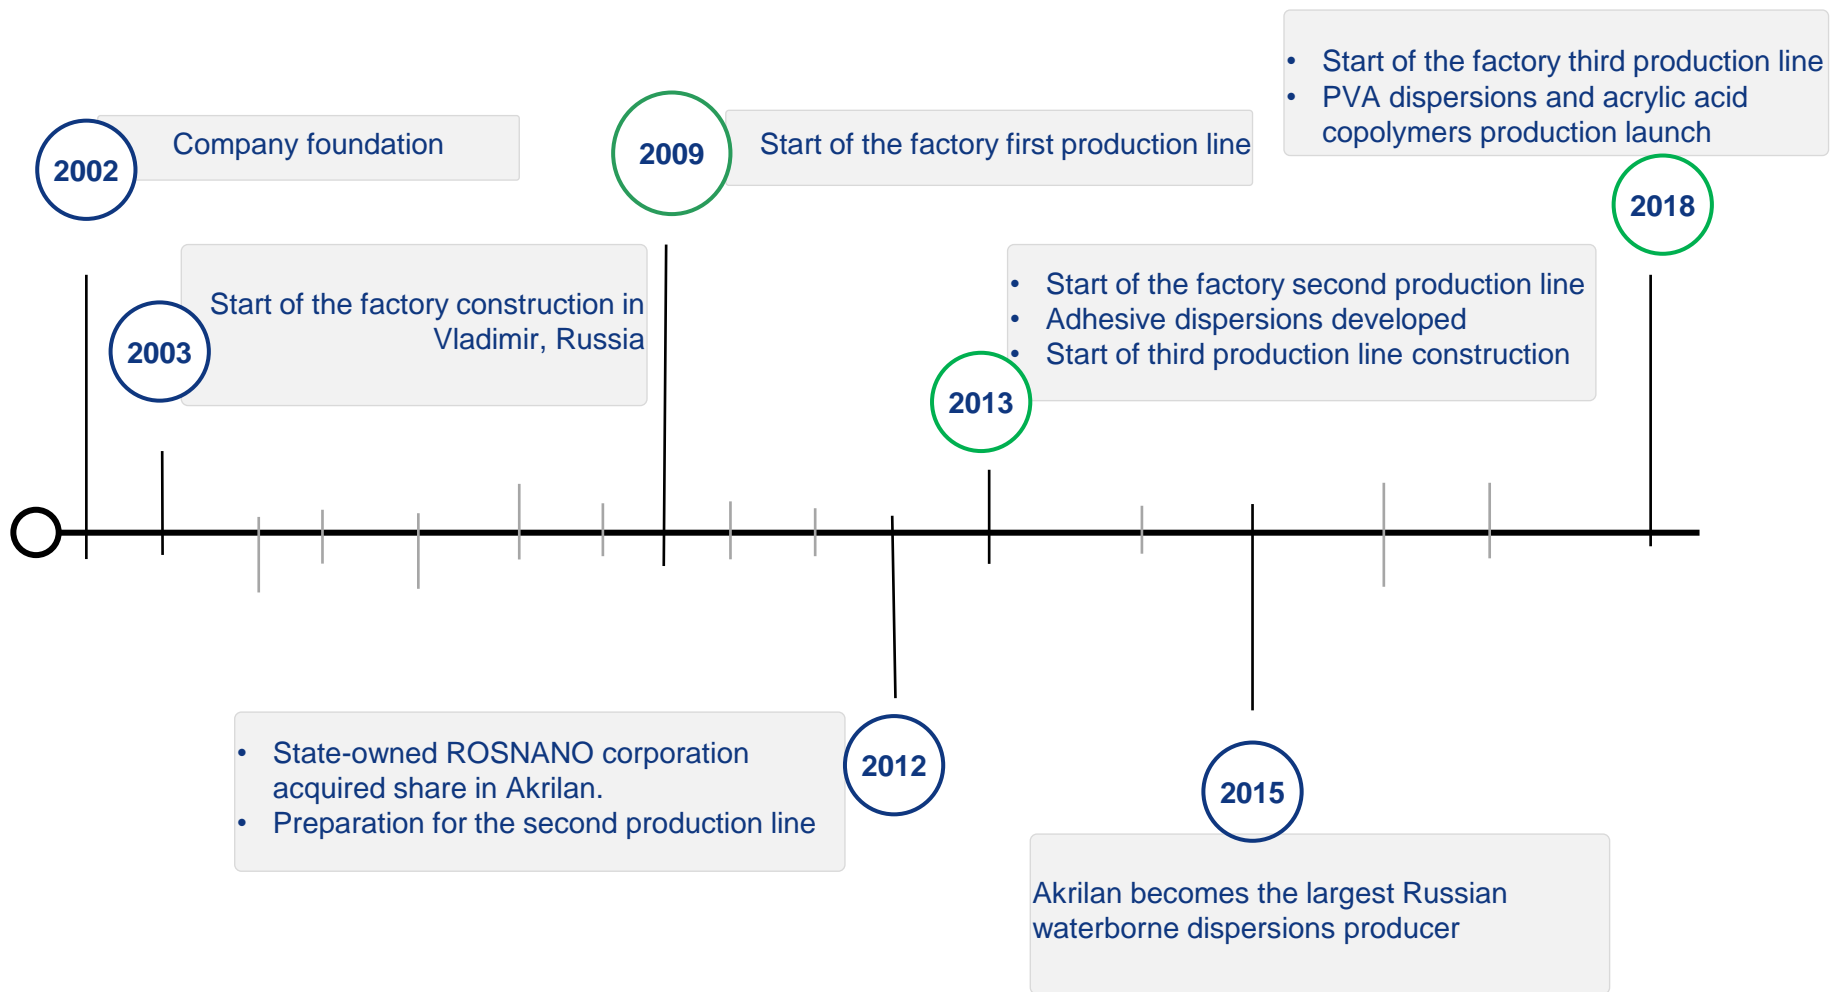 2002
Company foundation
2003
Start of the factory construction in
Vladimir, Russia
2009
Start of the factory first production line
• State-owned ROSNANO corporation
acquired share in Akrilan.
• Preparation for the second production line
2012
• Start of the factory second production line
• Adhesive dispersions developed
• Start of third production line construction
2013
2015
Akrilan becomes the largest Russian
waterborne dispersions producer
• Start of the factory third production line
• PVA dispersions and acrylic acid
copolymers production launch
2018